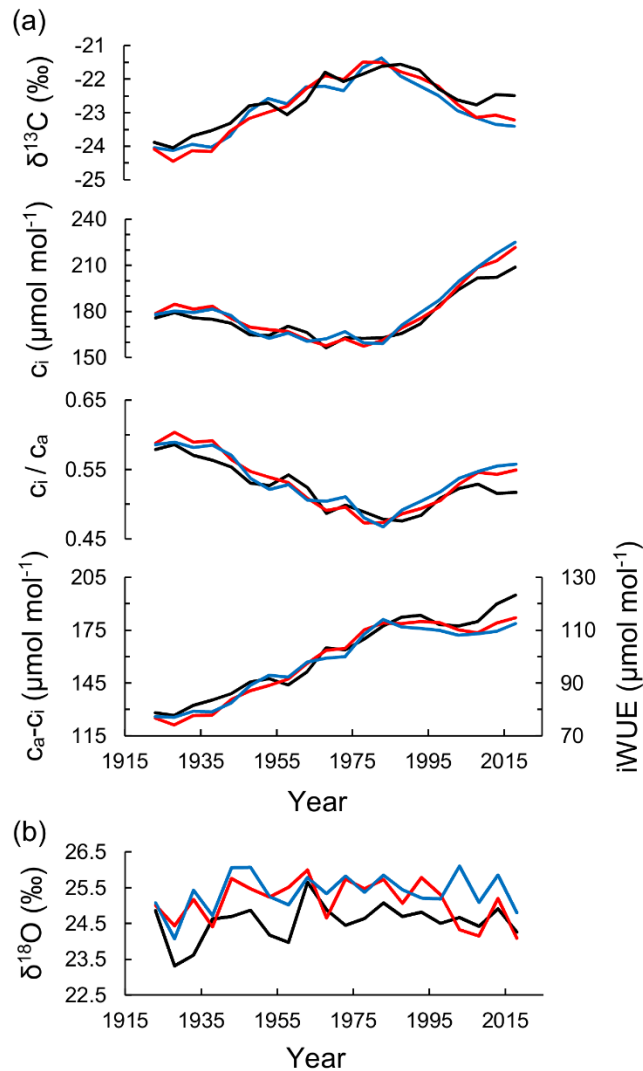 (a)
δ¹³C (‰)
-21
-22
-23
-24
-25
cᵢ (µmol mol⁻¹)
240
210
180
150
cᵢ / cₐ
0.65
0.55
0.45
cₐ-cᵢ (µmol mol⁻¹)
205
175
145
115
130
110
90
70
iWUE (µmol mol⁻¹)
1915 1935 1955 1975 1995 2015
Year
(b)
δ¹⁸O (‰)
26.5
25.5
24.5
23.5
22.5
1915 1935 1955 1975 1995 2015
Year